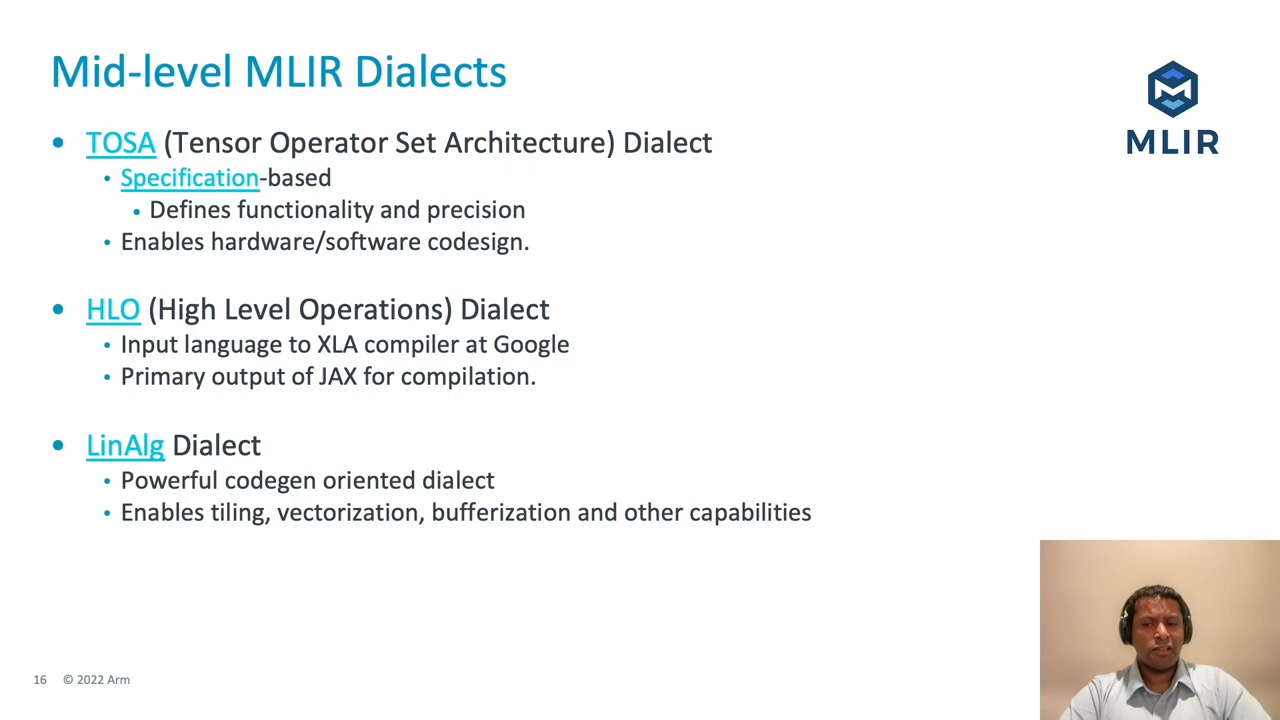 Mid-level MLIR Dialects
MLIR
• TOSA (Tensor Operator Set Architecture) Dialect
• Specification-based
• Defines functionality and precision
• Enables hardware/software codesign.
• HLO (High Level Operations) Dialect
• Input language to XLA compiler at Google
• Primary output of JAX for compilation.
• LinAlg Dialect
• Powerful codegen oriented dialect
• Enables tiling, vectorization, bufferization and other capabilities
16 © 2022 Arm